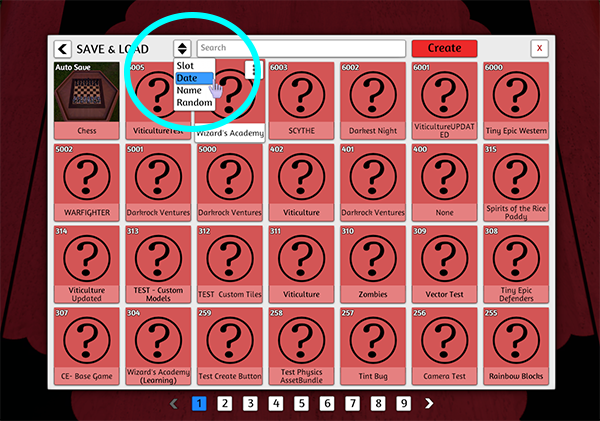 SAVE & LOAD
Search
Create
X
Slot
Date
Name
Random
Auto Save
Chess
6005
ViticultureTest
Wizard's Academy
6003
SCYTHE
6002
Darkest Night
6001
ViticultureUPDAT
ED
6000
Tiny Epic Western
5002
WARFIGHTER
5001
Darkrock Ventures
5000
Darkrock Ventures
402
Viticulture
401
Darkrock Ventures
400
None
315
Spirits of the Rice
Paddy
314
Viticulture
Updated
313
TEST - Custom
Models
312
TEST Custom Tiles
311
Viticulture
310
Zombies
309
Vector Test
308
Tiny Epic
Defenders
307
CE- Base Game
304
Wizard's Academy
(Learning)
259
Test Create Button
258
Test Physics
AssetBundle
257
Tint Bug
256
Camera Test
255
Rainbow Blocks
1 2 3 4 5 6 7 8 9